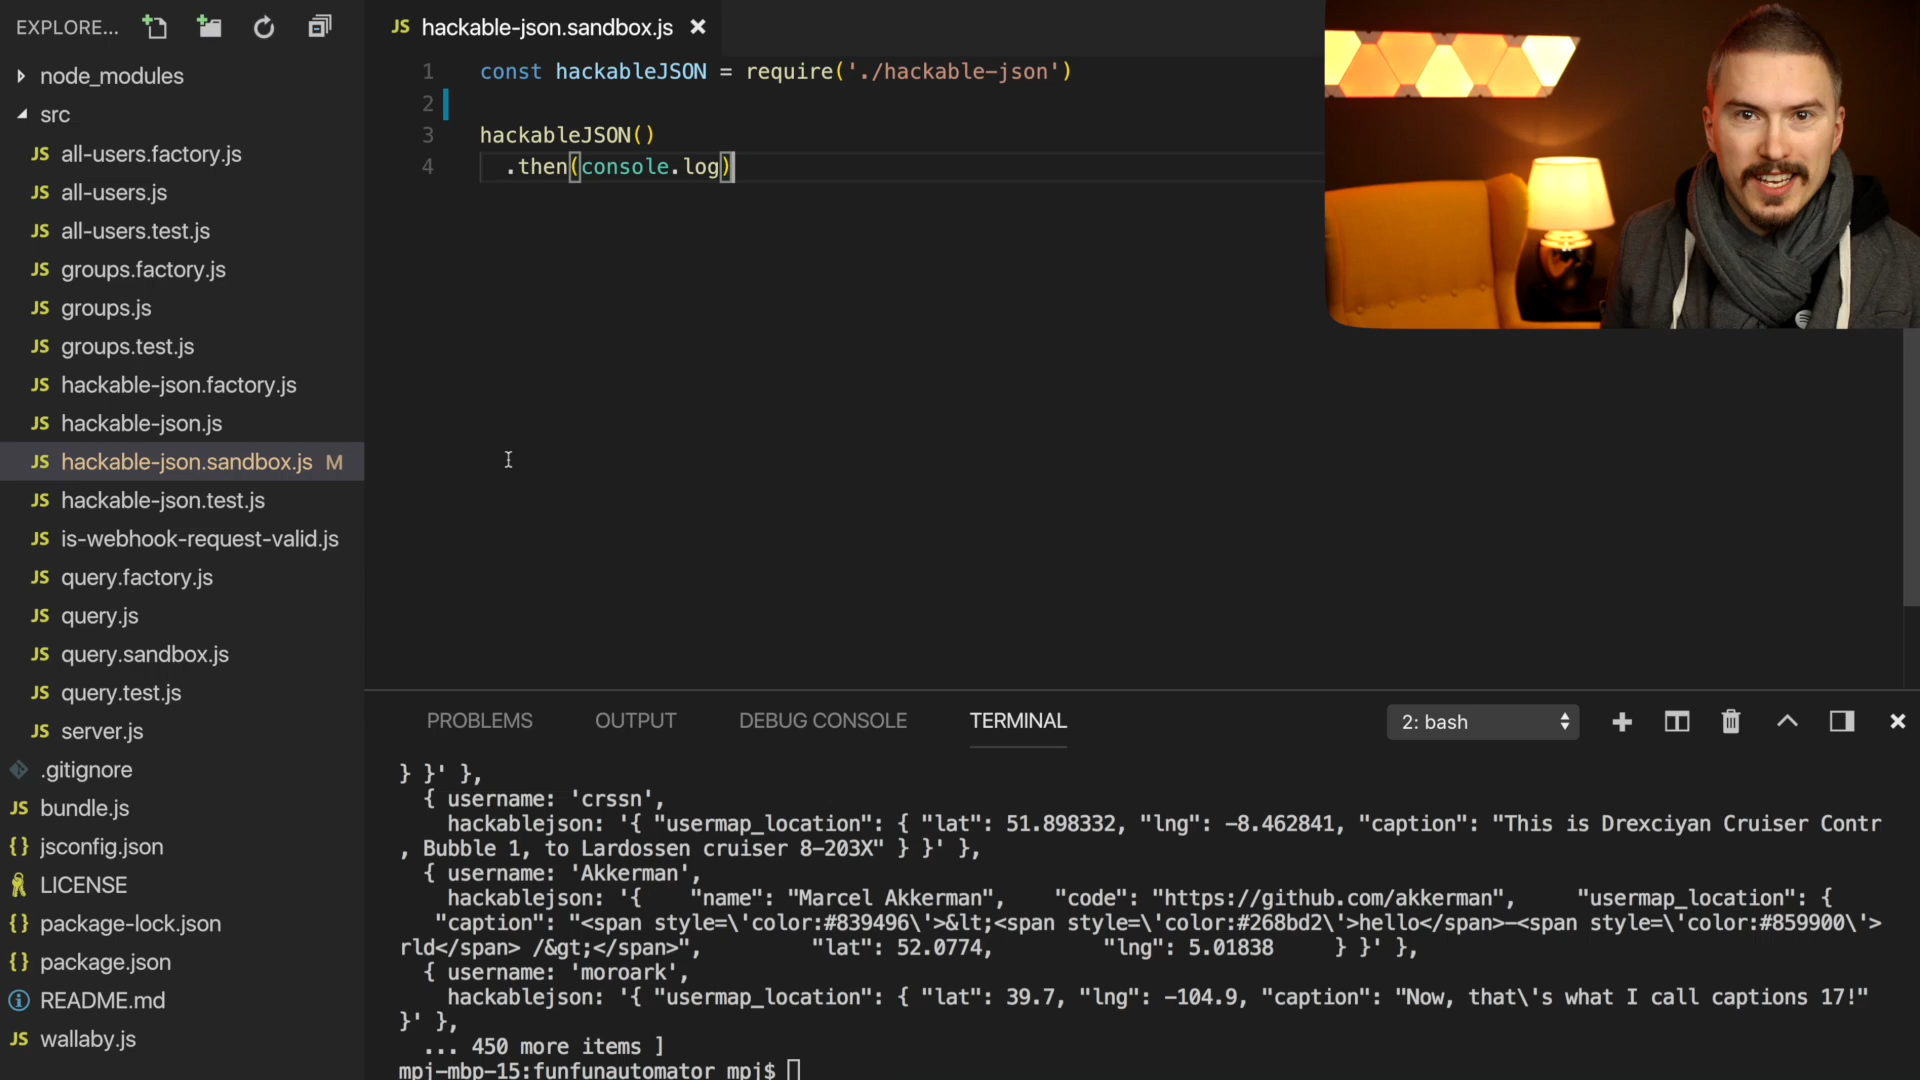 EXPLORE...
node_modules
src
JS all-users.factory.js
JS all-users.js
JS all-users.test.js
JS groups.factory.js
JS groups.js
JS groups.test.js
JS hackable-json.factory.js
JS hackable-json.js
JS hackable-json.sandbox.js M
JS hackable-json.test.js
JS is-webhook-request-valid.js
JS query.factory.js
JS query.js
JS query.sandbox.js
JS query.test.js
JS server.js
.gitignore
JS bundle.js
{} jsconfig.json
LICENSE
{} package-lock.json
{} package.json
README.md
JS wallaby.js
JS hackable-json.sandbox.js
1 const hackableJSON = require('./hackable-json')
2
3 hackableJSON()
4 .then(console.log)
PROBLEMS OUTPUT DEBUG CONSOLE TERMINAL 2: bash
} }' },
{ username: 'crssn',
hackablejson: '{ "usermap_location": { "lat": 51.898332, "lng": -8.462841, "caption": "This is Drexciyan Cruiser Contr
, Bubble 1, to Lardossen cruiser 8-203X" } }' },
{ username: 'Akkerman',
hackablejson: '{ "name": "Marcel Akkerman", "code": "https://github.com/akkerman", "usermap_location": {
"caption": "<span style=\'color:#839496\'>&lt;<span style=\'color:#268bd2\'>hello</span>-<span style=\'color:#859900\'>
rld</span> /&gt;</span>", "lat": 52.0774, "lng": 5.01838 } }' },
{ username: 'moroark',
hackablejson: '{ "usermap_location": { "lat": 39.7, "lng": -104.9, "caption": "Now, that\'s what I call captions 17!"
}' },
... 450 more items ]
mpj-mbp-15:funfunautomator mpj$